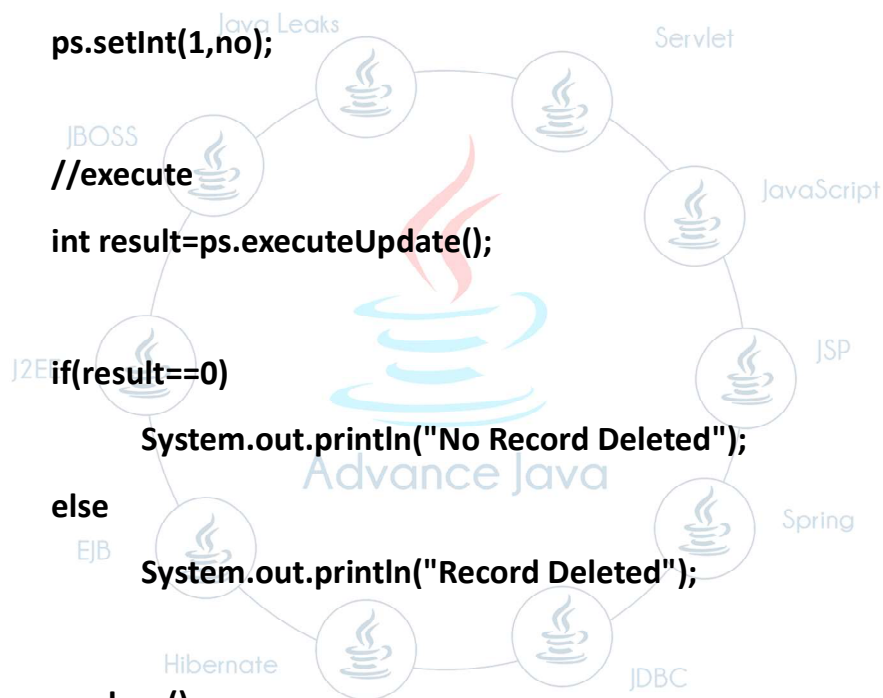 Java Leaks
ps.setInt(1,no);
Servlet
JBOSS
//execute
JavaScript
int result=ps.executeUpdate();
JSP
if(result==0)
System.out.println("No Record Deleted");
Advance Java
else
Spring
EJB
System.out.println("Record Deleted");
Hibernate
JDBC